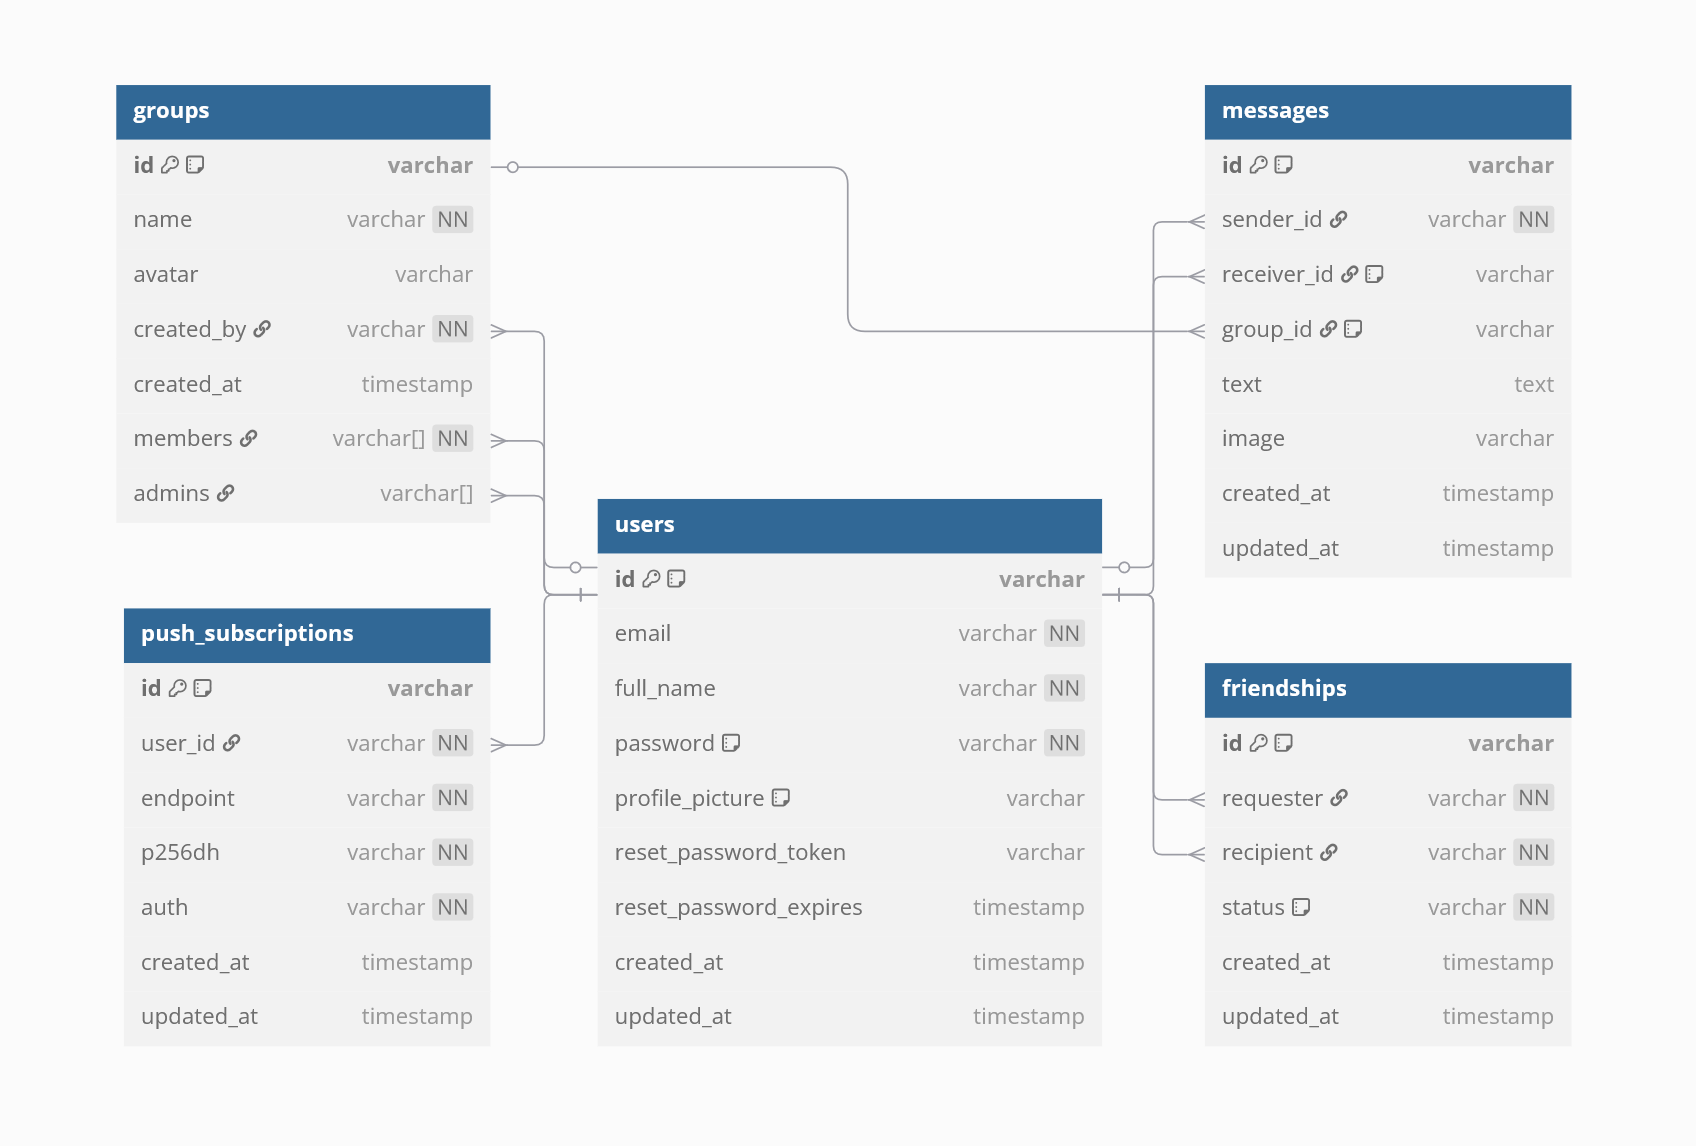 groups
id varchar
name varchar NN
avatar varchar
created_by varchar NN
created_at timestamp
members varchar[] NN
admins varchar[]
messages
id varchar
sender_id varchar NN
receiver_id varchar
group_id varchar
text text
image varchar
created_at timestamp
updated_at timestamp
users
id varchar
email varchar NN
full_name varchar NN
password varchar NN
profile_picture varchar
reset_password_token varchar
reset_password_expires timestamp
created_at timestamp
updated_at timestamp
push_subscriptions
id varchar
user_id varchar NN
endpoint varchar NN
p256dh varchar NN
auth varchar NN
created_at timestamp
updated_at timestamp
friendships
id varchar
requester varchar NN
recipient varchar NN
status varchar NN
created_at timestamp
updated_at timestamp